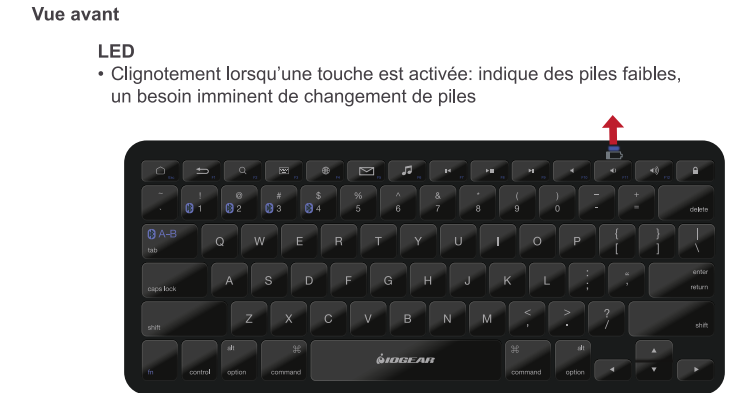 Vue avant
LED
• Clignotement lorsqu'une touche est activée: indique des piles faibles,
un besoin imminent de changement de piles
~ ! @ # $ % ^ & * ( ) – +
1 2 3 4 5 6 7 8 9 0 - = delete
A-B
tab Q W E R T Y U I O P { [ } ] | \
caps lock A S D F G H J K L : ; “ ‘ enter return
shift Z X C V B N M < , > . ? / shift
fn control alt option ⌘ command IOGEAR ⌘ command alt option